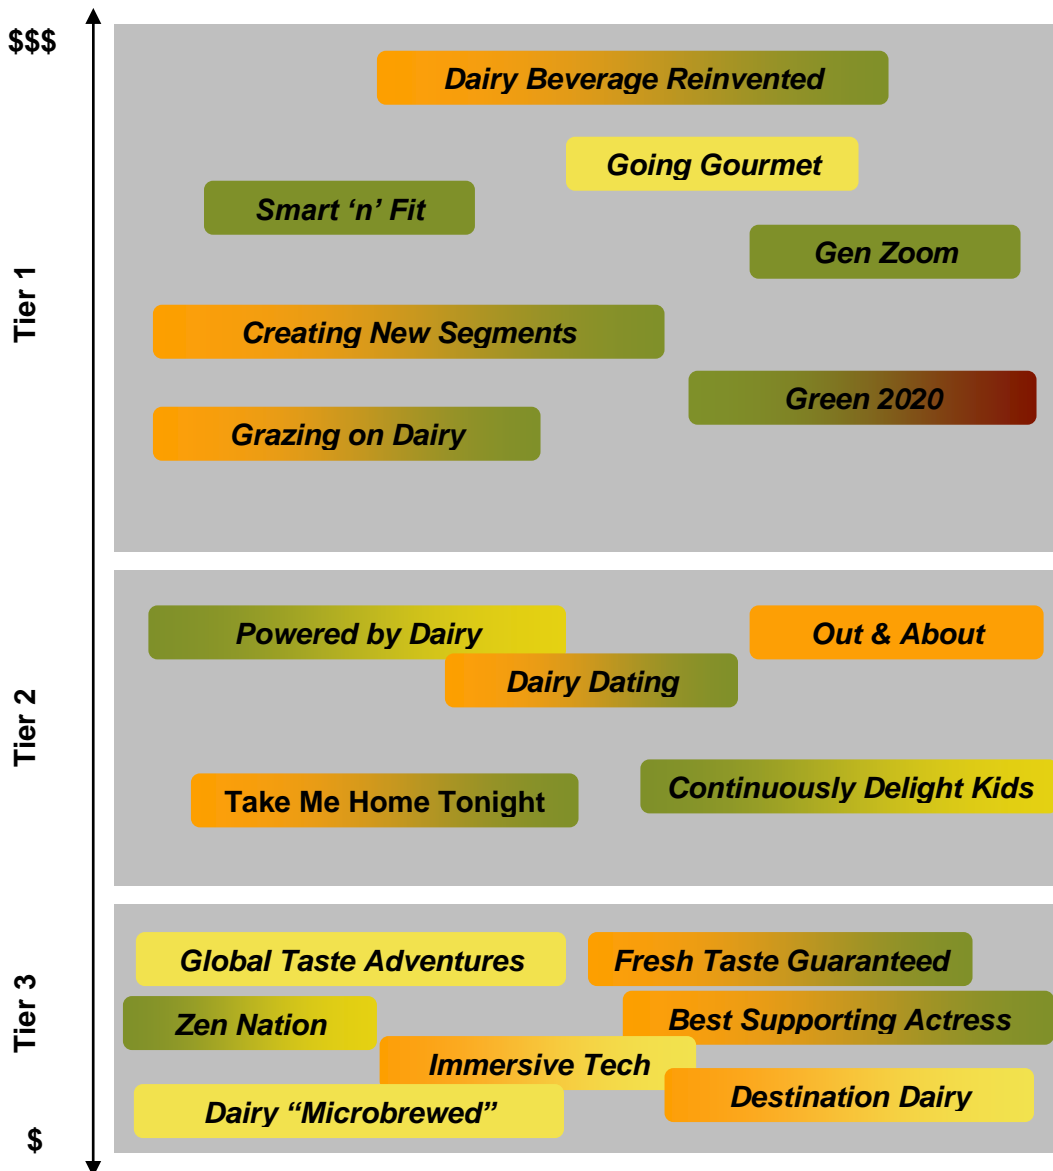 $$$
Dairy Beverage Reinvented
Going Gourmet
Smart ‘n’ Fit
Gen Zoom
Tier 1
Creating New Segments
Green 2020
Grazing on Dairy
Powered by Dairy
Out & About
Dairy Dating
Tier 2
Continuously Delight Kids
Take Me Home Tonight
Global Taste Adventures
Fresh Taste Guaranteed
Tier 3
Zen Nation
Best Supporting Actress
Immersive Tech
Destination Dairy
Dairy “Microbrewed”
$